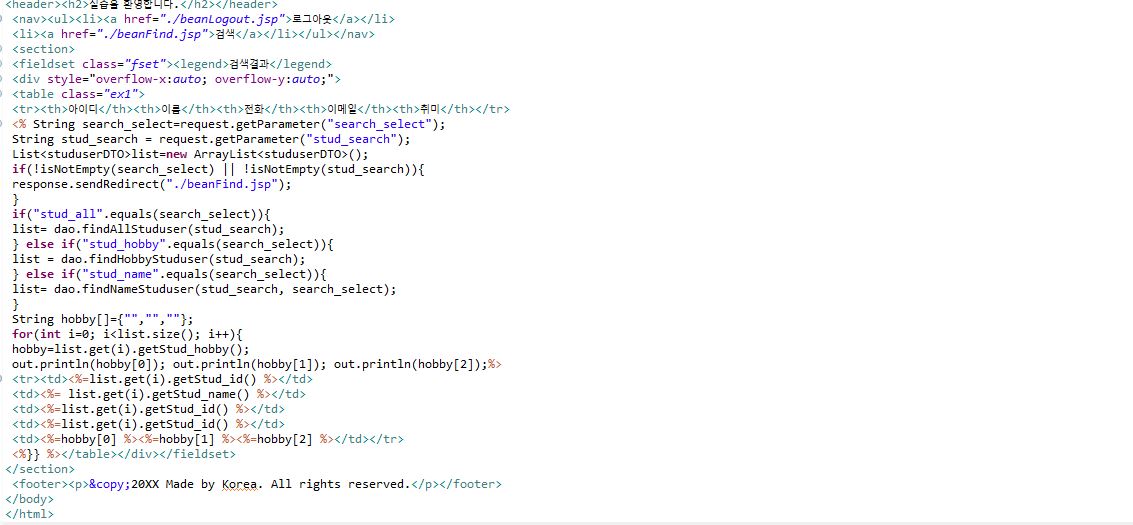 <header><h2>실습을 환영합니다.</h2></header>
<nav><ul><li><a href="./beanLogout.jsp">로그아웃</a></li>
<li><a href="./beanFind.jsp">검색</a></li></ul></nav>
<section>
<fieldset class="fset"><legend>검색결과</legend>
<div style="overflow-x:auto; overflow-y:auto;">
<table class="ex1">
<tr><th>아이디</th><th>이름</th><th>전화</th><th>이메일</th><th>취미</th></tr>
<% String search_select=request.getParameter("search_select");
String stud_search = request.getParameter("stud_search");
List<studuserDTO>list=new ArrayList<studuserDTO>();
if(!isNotEmpty(search_select) || !isNotEmpty(stud_search)){
response.sendRedirect("./beanFind.jsp");
}
if("stud_all".equals(search_select)){
list= dao.findAllStuduser(stud_search);
} else if("stud_hobby".equals(search_select)){
list = dao.findHobbyStuduser(stud_search);
} else if("stud_name".equals(search_select)){
list= dao.findNameStuduser(stud_search, search_select);
}
String hobby[]={"","",""};
for(int i=0; i<list.size(); i++){
hobby=list.get(i).getStud_hobby();
out.println(hobby[0]); out.println(hobby[1]); out.println(hobby[2]);%>
<tr><td><%=list.get(i).getStud_id() %></td>
<td><%= list.get(i).getStud_name() %></td>
<td><%=list.get(i).getStud_id() %></td>
<td><%=list.get(i).getStud_id() %></td>
<td><%=hobby[0] %><%=hobby[1] %><%=hobby[2] %></td></tr>
<%}} %></table></div></fieldset>
</section>
<footer><p>&copy;20XX Made by Korea. All rights reserved.</p></footer>
</body>
</html>